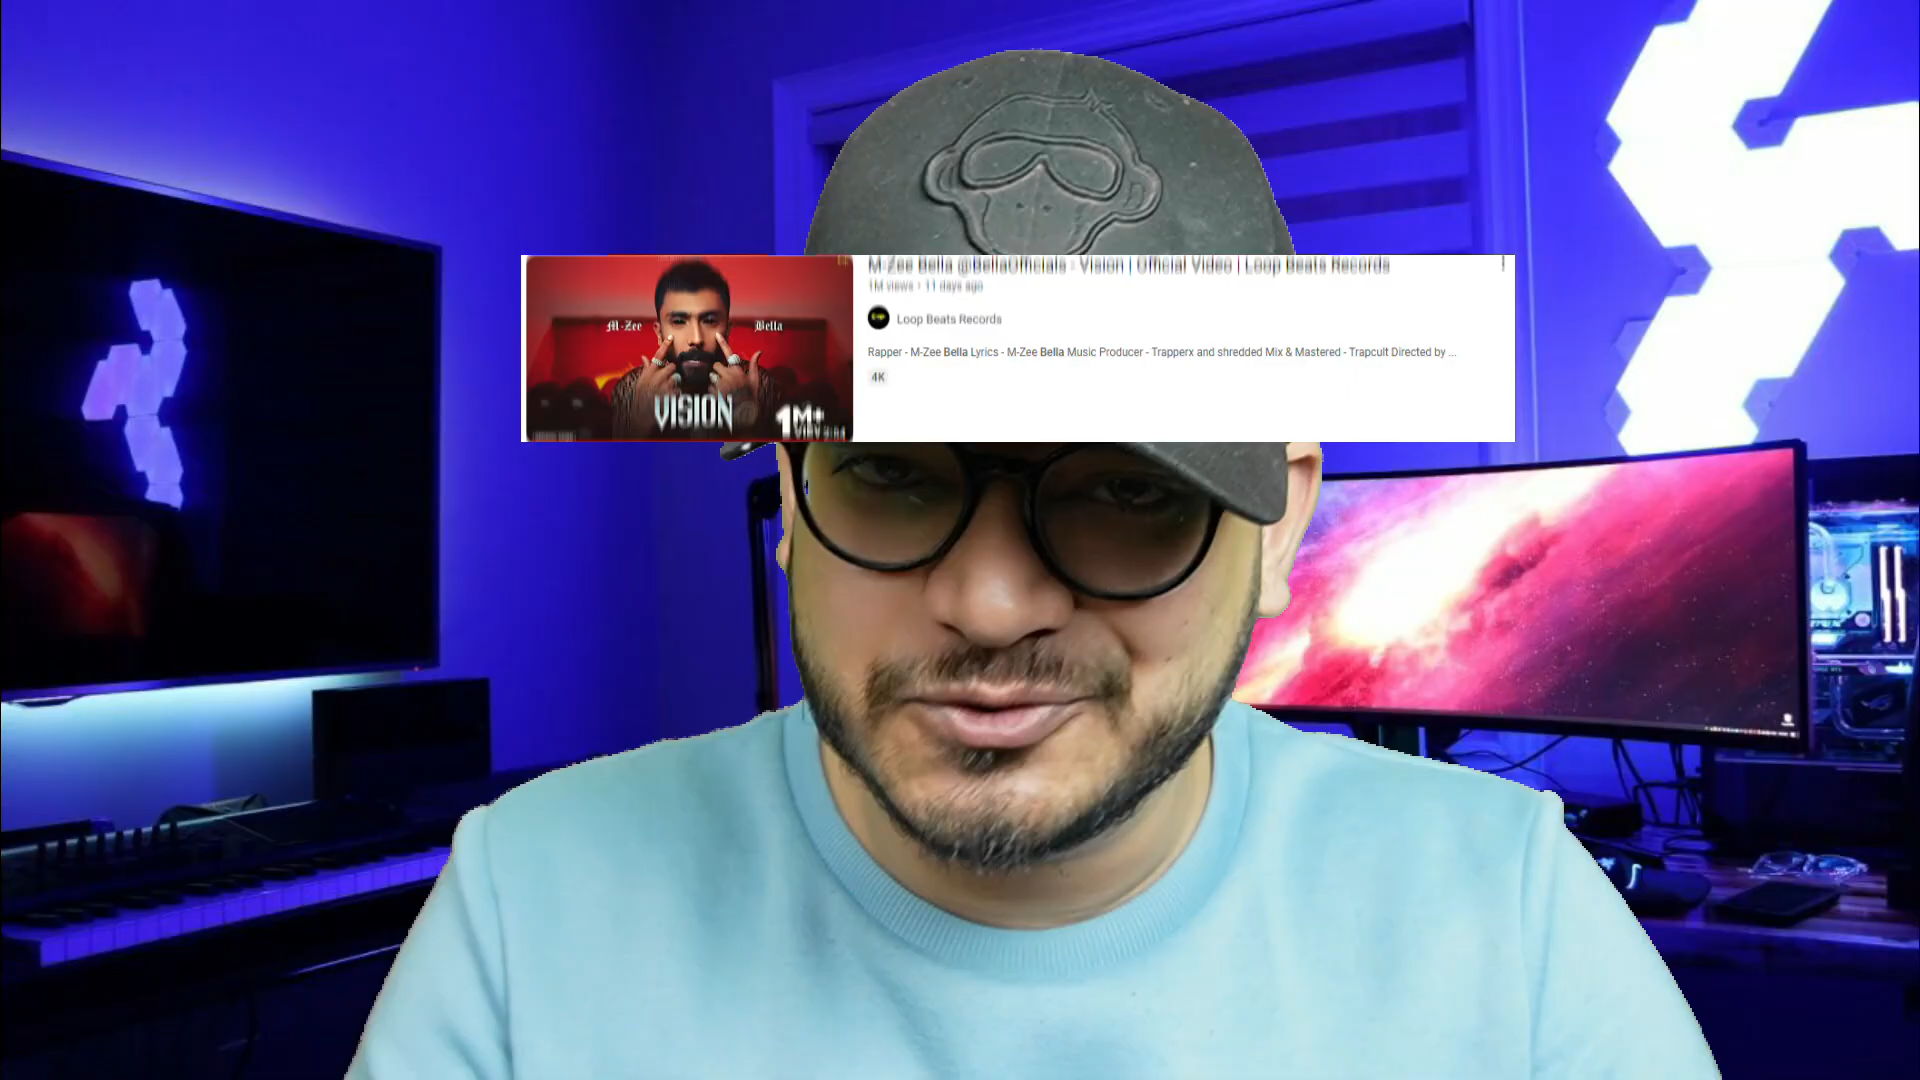 M-Zee Bella @BellaOfficials : Vision | Official Video | Loop Beats Records
1M views • 11 days ago
Loop Beats Records
Rapper - M-Zee Bella Lyrics - M-Zee Bella Music Producer - Trapperx and shredded Mix & Mastered - Trapcult Directed by ...
4K
M-Zee
Bella
VISION
1M+